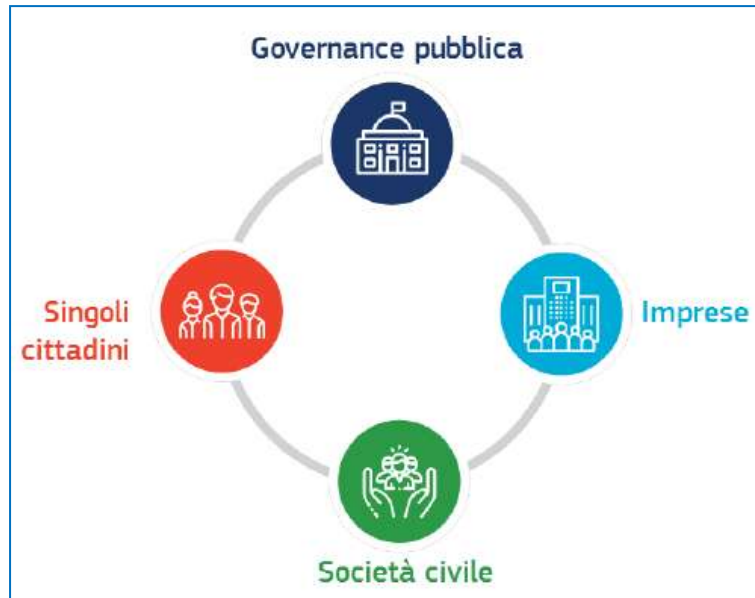 Governance pubblica
Singoli
cittadini
Imprese
Società civile